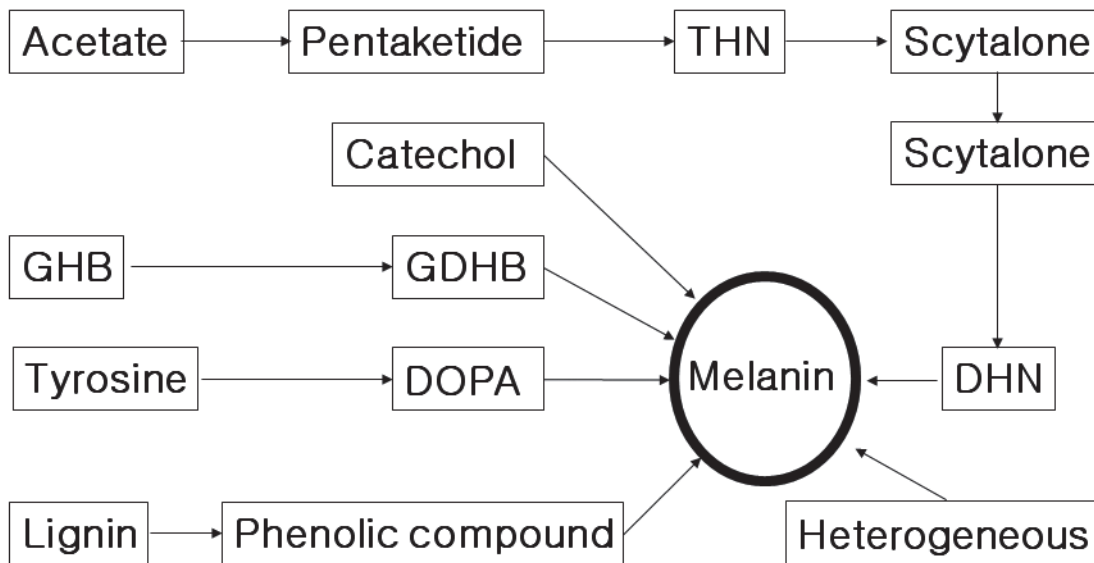 Acetate
Pentaketide
THN
Scytalone
Catechol
Scytalone
GHB
GDHB
Tyrosine
DOPA
Melanin
DHN
Lignin
Phenolic compound
Heterogeneous